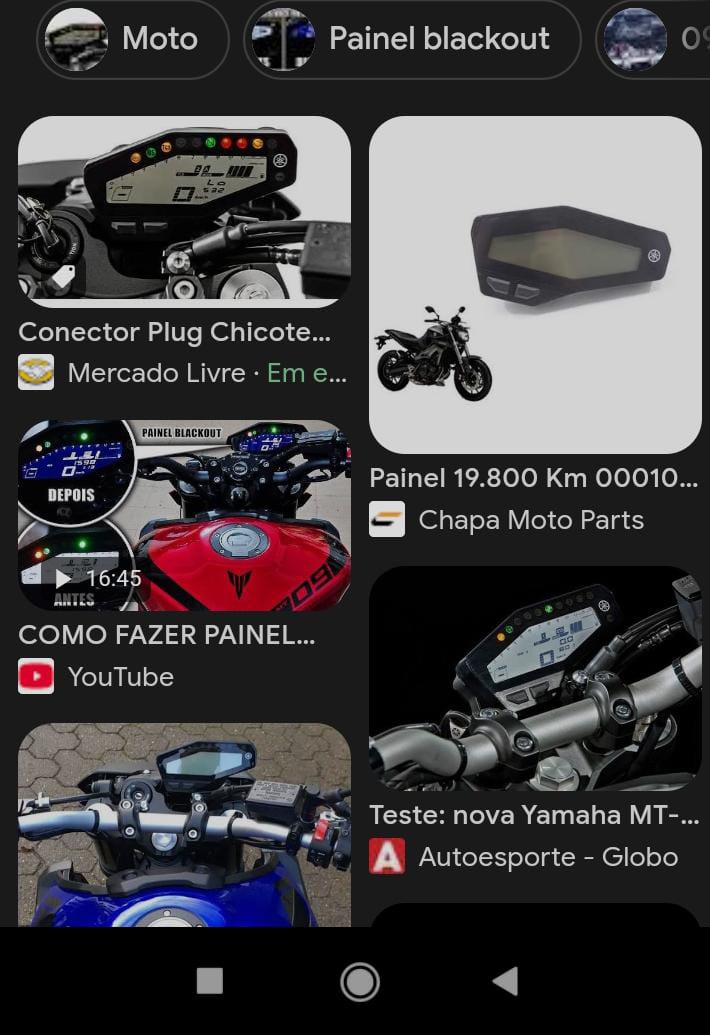 Moto
Painel blackout
09
Conector Plug Chicote...
Mercado Livre · Em e...
PAINEL BLACKOUT
DEPOIS
16:45
ANTES
COMO FAZER PAINEL...
YouTube
Painel 19.800 Km 00010...
Chapa Moto Parts
Teste: nova Yamaha MT-...
Autoesporte - Globo